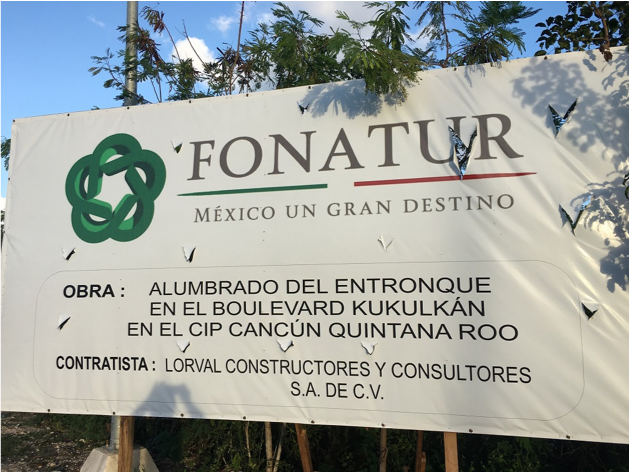 FONATUR
MÉXICO UN GRAN DESTINO
OBRA : ALUMBRADO DEL ENTRONQUE
EN EL BOULEVARD KUKULKÁN
EN EL CIP CANCÚN QUINTANA ROO
CONTRATISTA : LORVAL CONSTRUCTORES Y CONSULTORES
S.A. DE C.V.